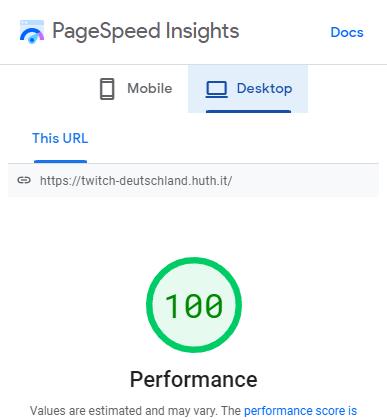 PageSpeed Insights
Docs
Mobile
Desktop
This URL
https://twitch-deutschland.huth.it/
100
Performance
Values are estimated and may vary. The performance score is